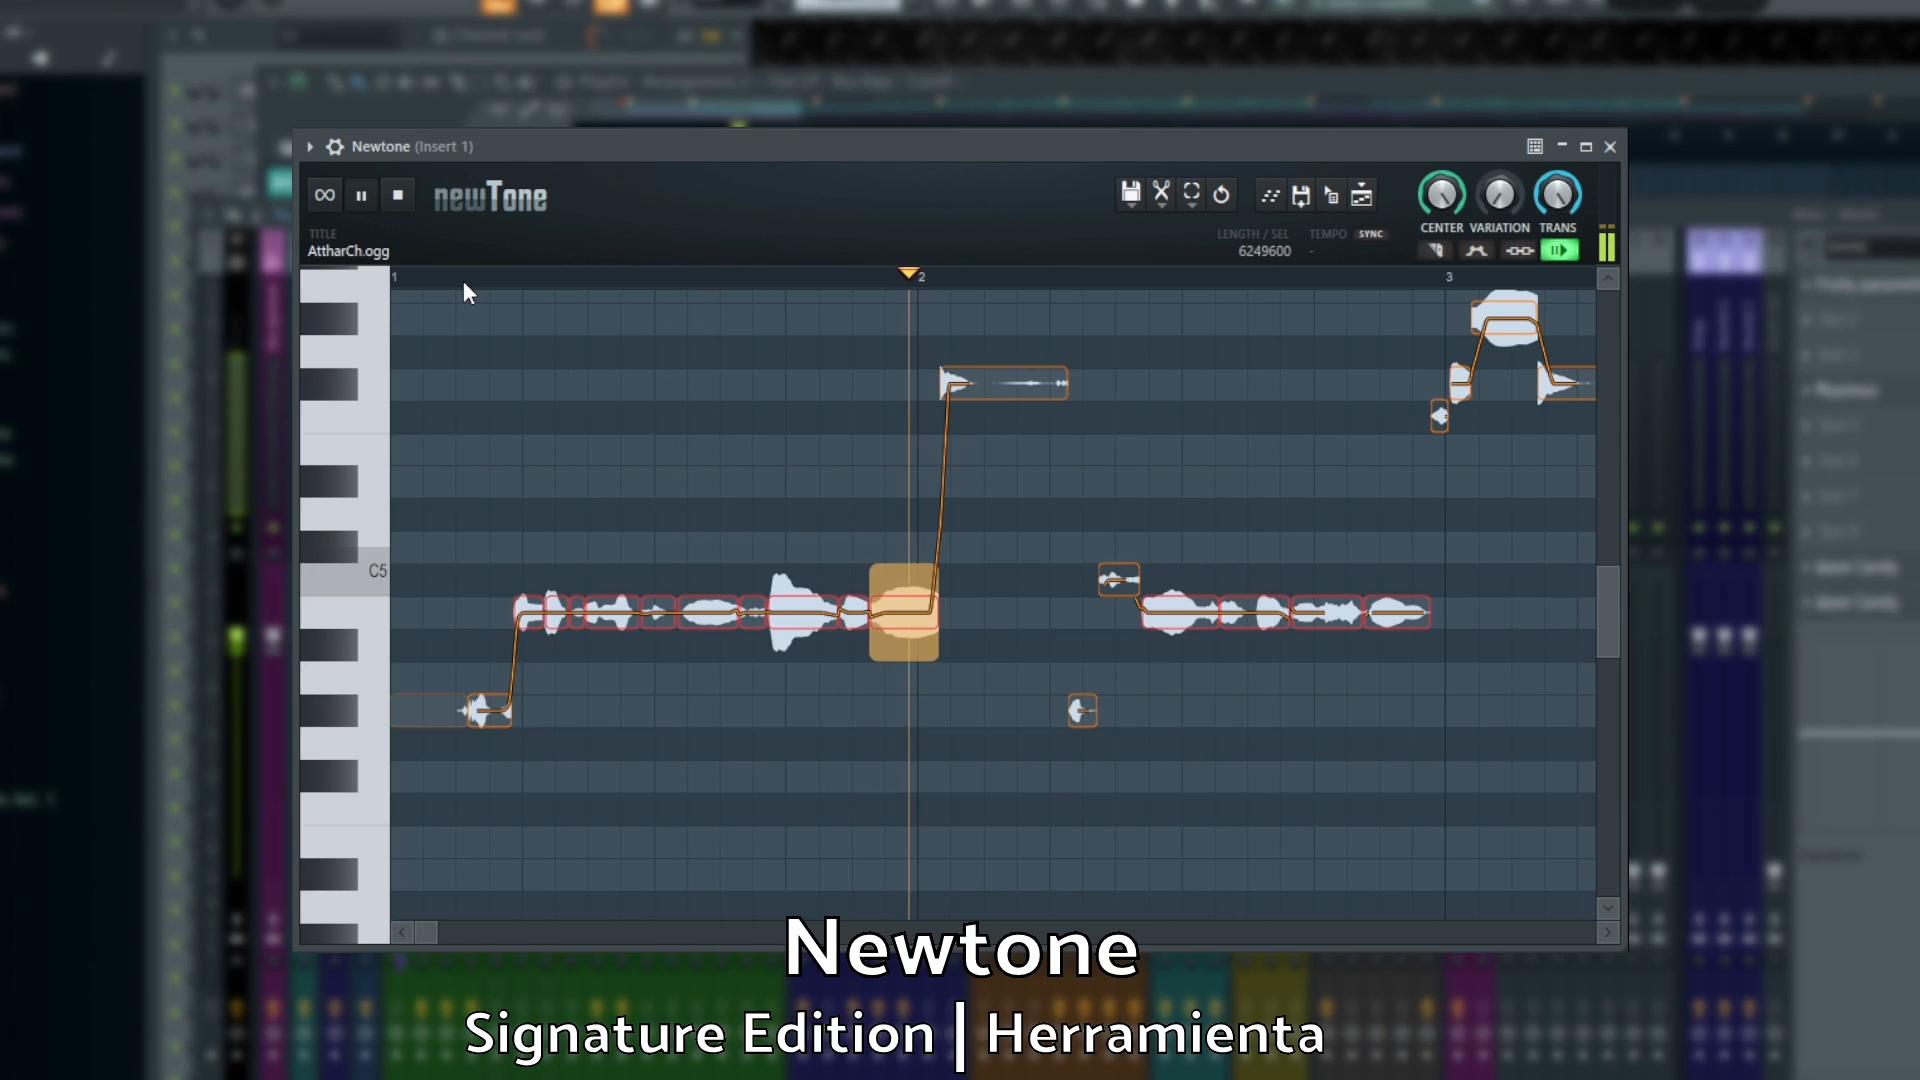 Newtone (Insert 1)
newTone
TITLE
AttharCh.ogg
LENGTH / SEL
6249600
TEMPO SYNC
-
CENTER VARIATION TRANS
1 2 3
C5
Newtone
Signature Edition | Herramienta